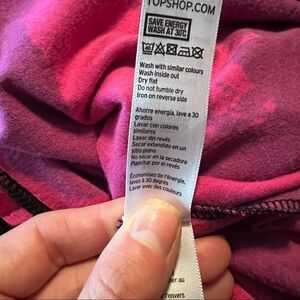 TOPSHOP.COM
SAVE ENERGY
WASH AT 30°C
Wash with similar colours
Wash inside out
Dry flat
Do not tumble dry
Iron on reverse side
Ahorre energía, lave a 30
grados
Lavar con colores
similares
Lavar del revés
Secar extendido en un
sitio plano
No secar en la secadora
Planchar por el revés
Économisez de l'énergie,
lavez à 30 degrés
Laver avec des couleurs
l'envers